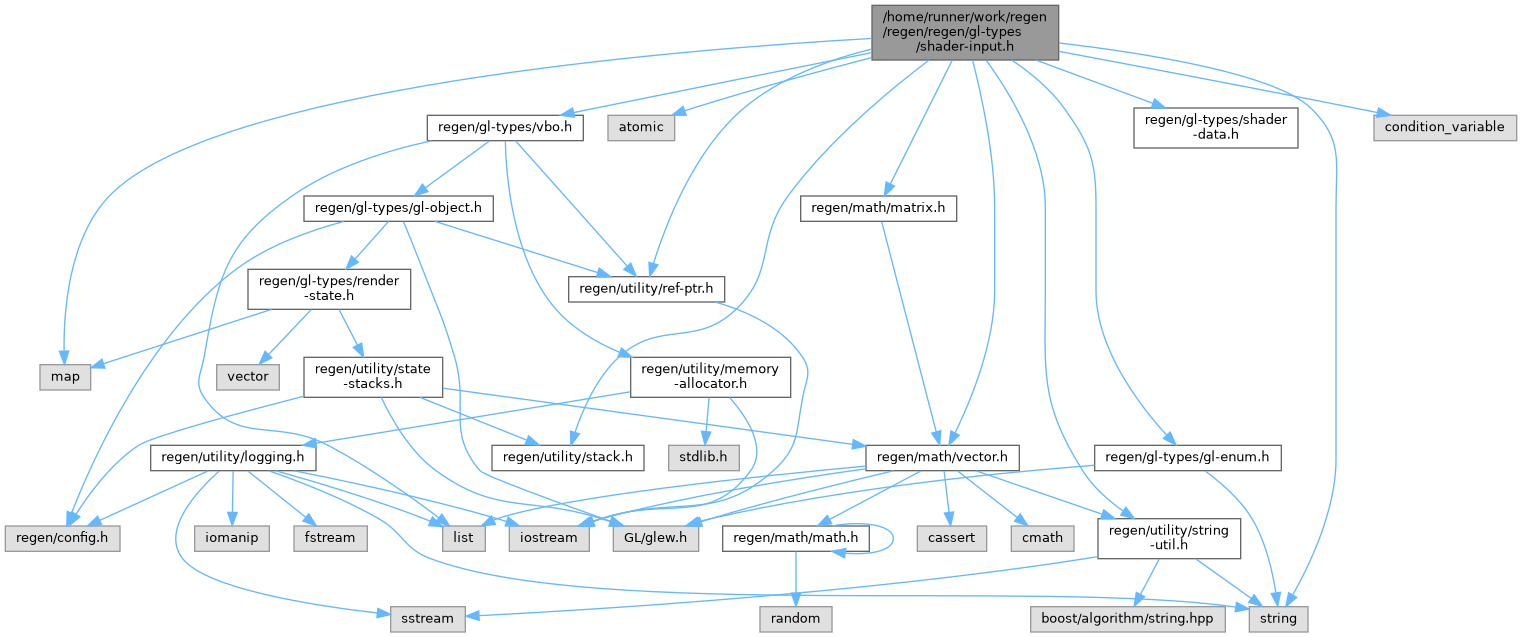 /home/runner/work/regen
/regen/regen/gl-types
/shader-input.h
regen/gl-types/vbo.h
atomic
regen/gl-types/shader
-data.h
condition_variable
regen/gl-types/gl-object.h
regen/math/matrix.h
regen/gl-types/render
-state.h
regen/utility/ref-ptr.h
map
vector
regen/utility/state
-stacks.h
regen/utility/memory
-allocator.h
regen/utility/logging.h
regen/utility/stack.h
stdlib.h
regen/math/vector.h
regen/gl-types/gl-enum.h
regen/config.h
iomanip
fstream
list
iostream
GL/glew.h
regen/math/math.h
cassert
cmath
regen/utility/string
-util.h
sstream
random
boost/algorithm/string.hpp
string